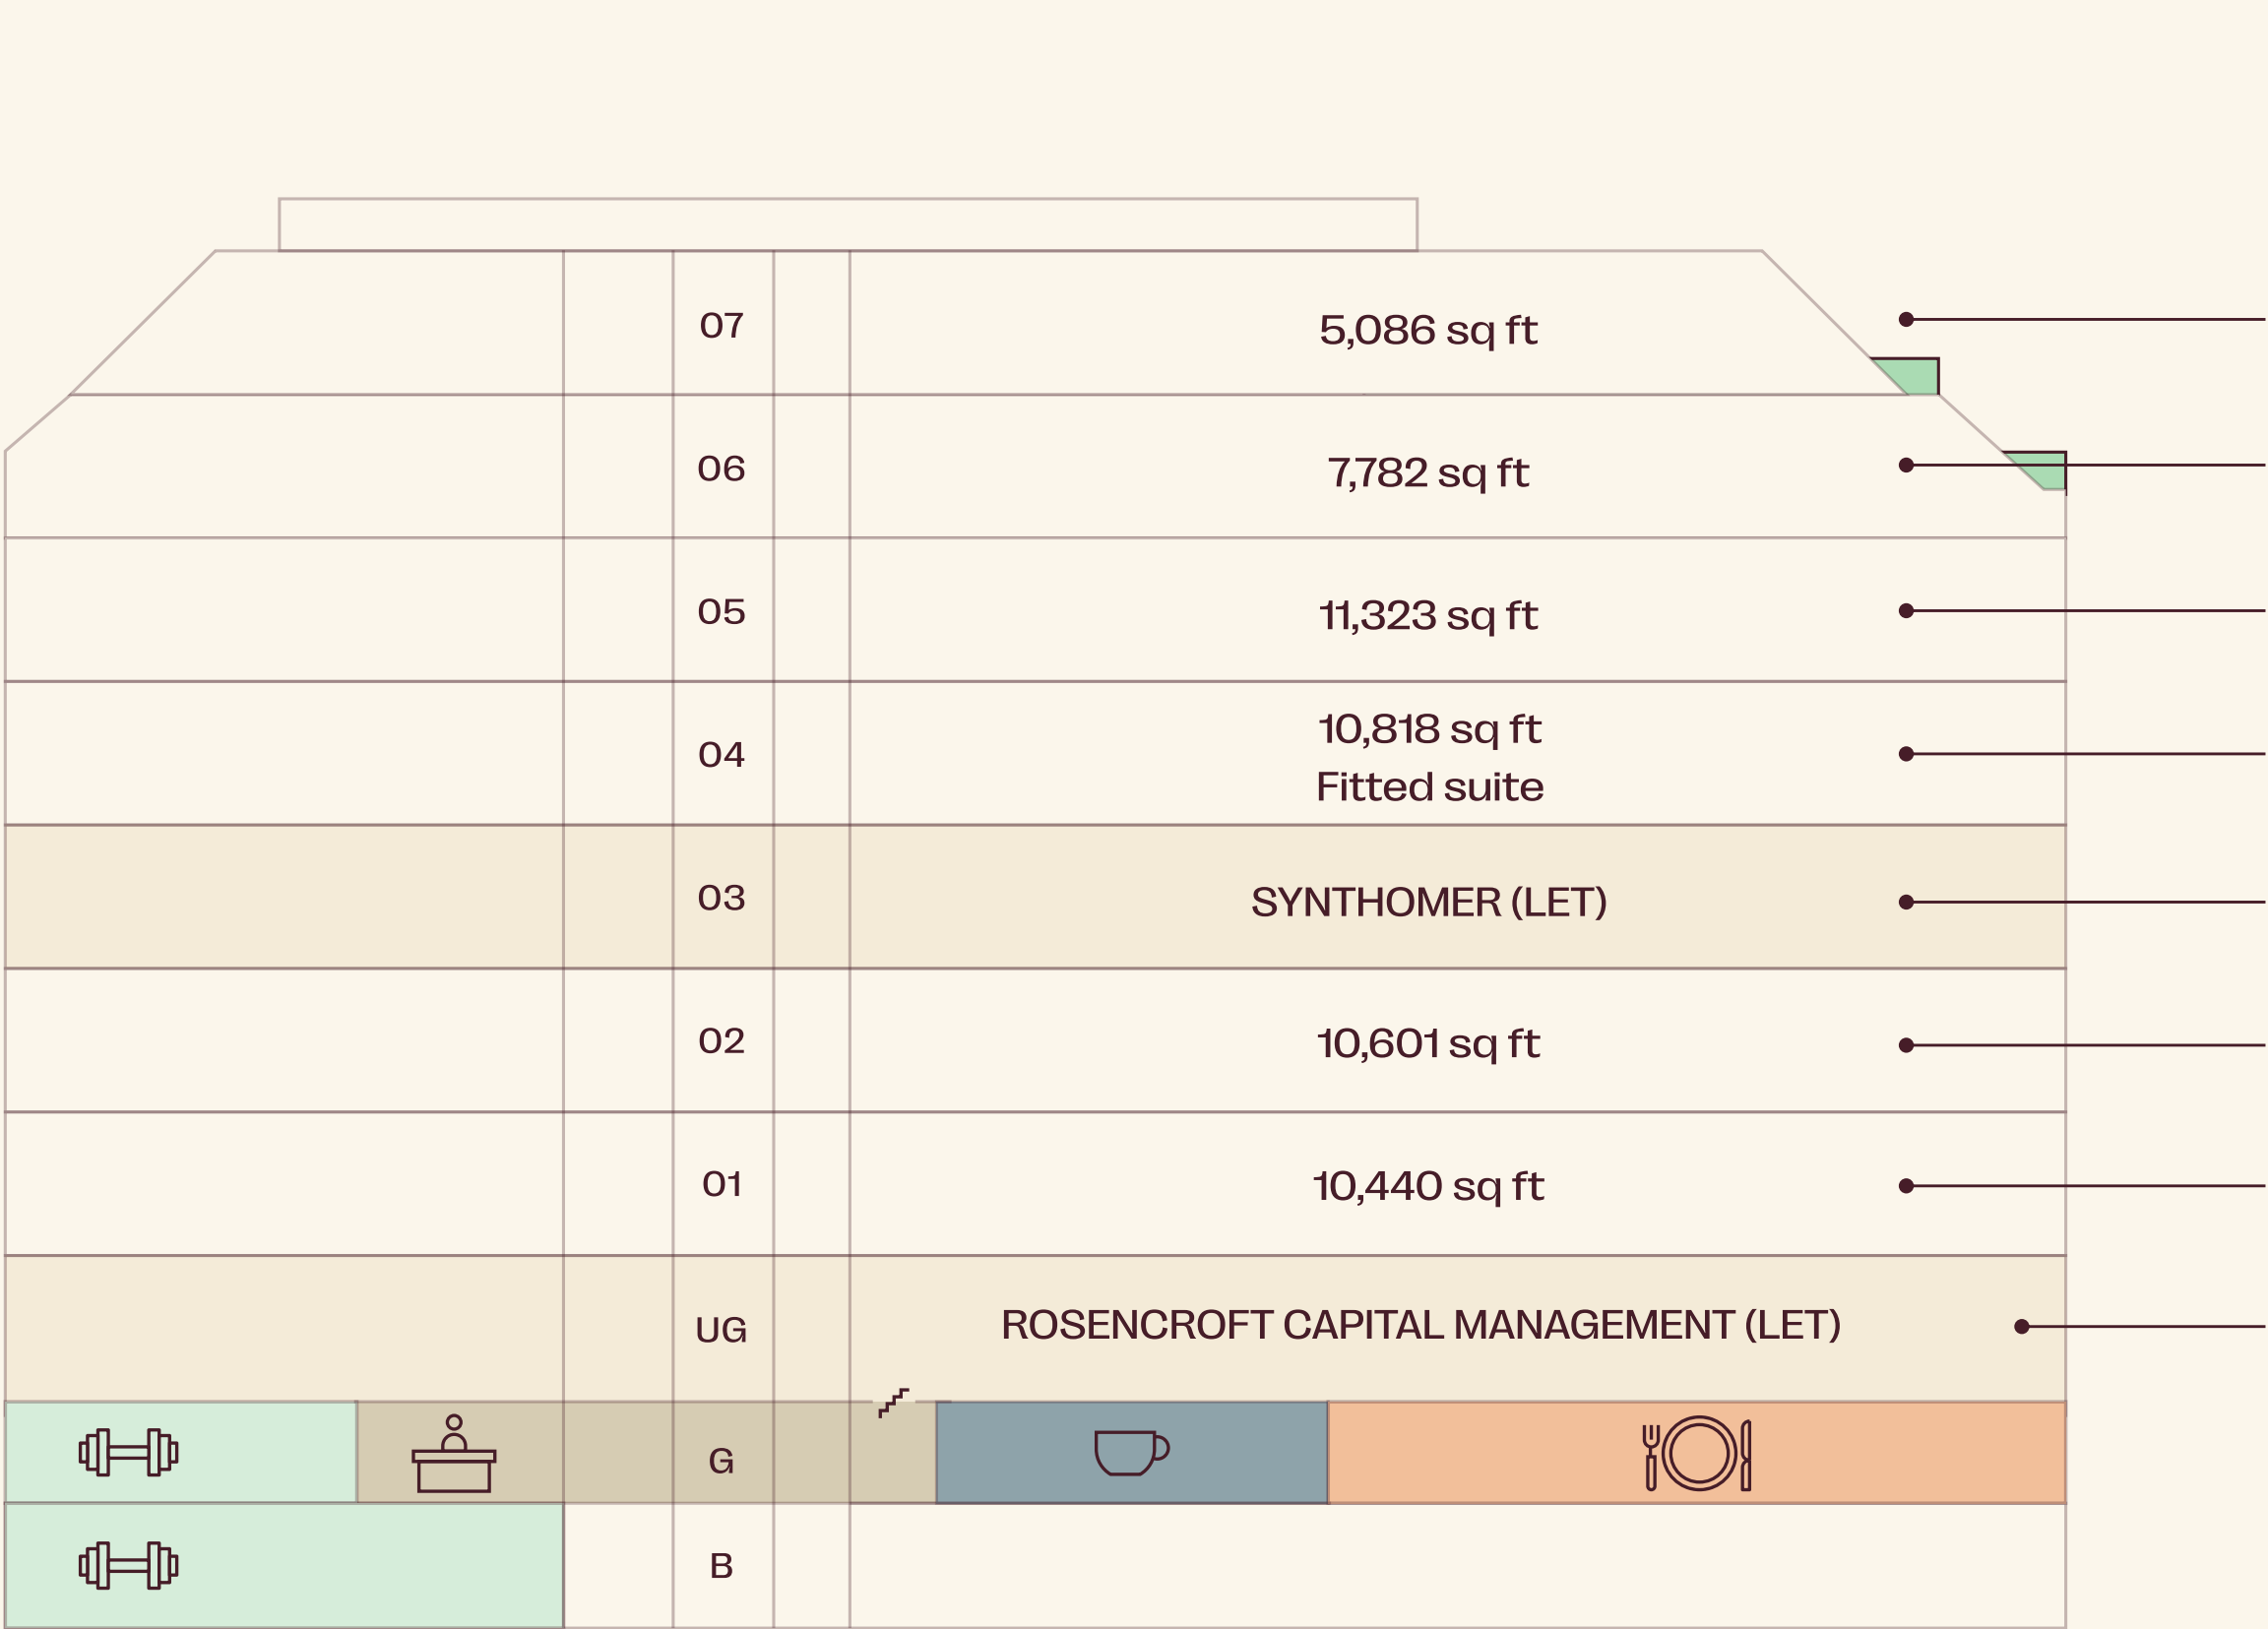 07 5,086 sq ft
06 7,782 sq ft
05 11,323 sq ft
04 10,818 sq ft
Fitted suite
03 SYNTHOMER (LET)
02 10,601 sq ft
01 10,440 sq ft
UG ROSENCROFT CAPITAL MANAGEMENT (LET)
G
B